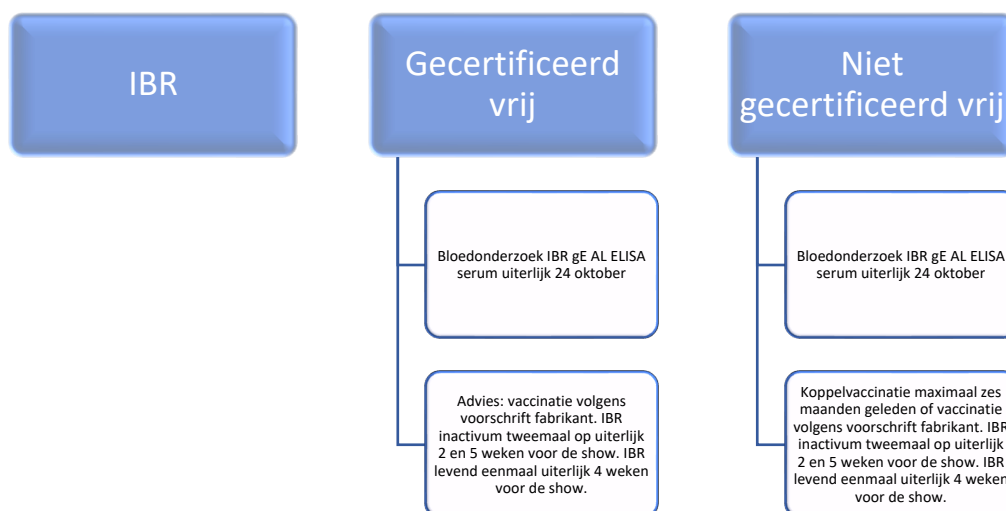 IBR
Gecertificeerd
vrij
Bloedonderzoek IBR gE AL ELISA
serum uiterlijk 24 oktober
Advies: vaccinatie volgens
voorschrift fabrikant. IBR
inactivum tweemaal op uiterlijk
2 en 5 weken voor de show. IBR
levend eenmaal uiterlijk 4 weken
voor de show.
Niet
gecertificeerd vrij
Bloedonderzoek IBR gE AL ELISA
serum uiterlijk 24 oktober
Koppelvaccinatie maximaal zes
maanden geleden of vaccinatie
volgens voorschrift fabrikant. IBR
inactivum tweemaal op uiterlijk
2 en 5 weken voor de show. IBR
levend eenmaal uiterlijk 4 weken
voor de show.